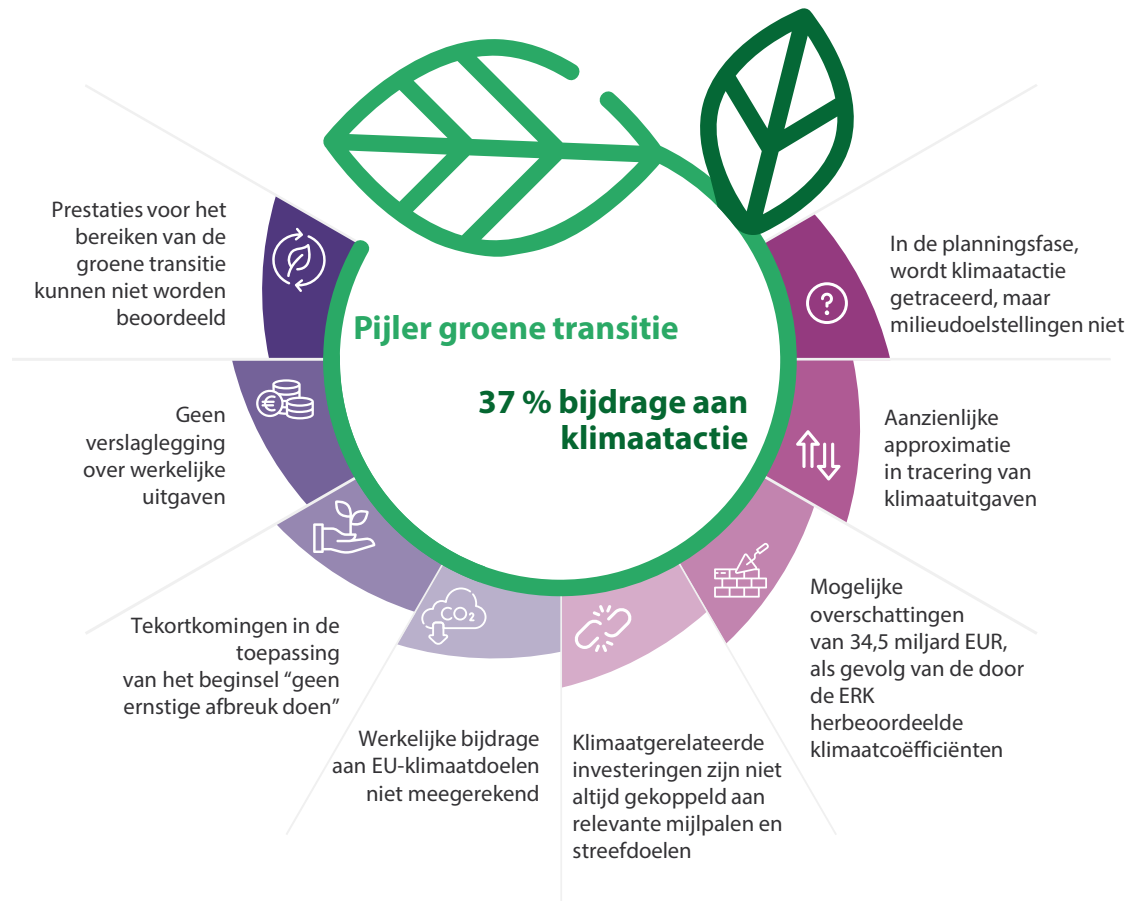 Pijler groene transitie
37 % bijdrage aan
klimaatactie
In de planningsfase,
wordt klimaatactie
getraceerd, maar
milieudoelstellingen niet
Aanzienlijke
approximatie
in tracering van
klimaatuitgaven
Mogelijke
overschattingen
van 34,5 miljard EUR,
als gevolg van de door
de ERK
herbeoordeelde
klimaatcoëfficiënten
Klimaatgerelateerde
investeringen zijn niet
altijd gekoppeld aan
relevante mijlpalen en
streefdoelen
CO₂
Werkelijke bijdrage
aan EU-klimaatdoelen
niet meegerekend
Tekortkomingen in de
toepassing
van het beginsel “geen
ernstige afbreuk doen”
€
Geen
verslaglegging
over werkelijke
uitgaven
Prestaties voor het
bereiken van de
groene transitie
kunnen niet worden
beoordeeld
?